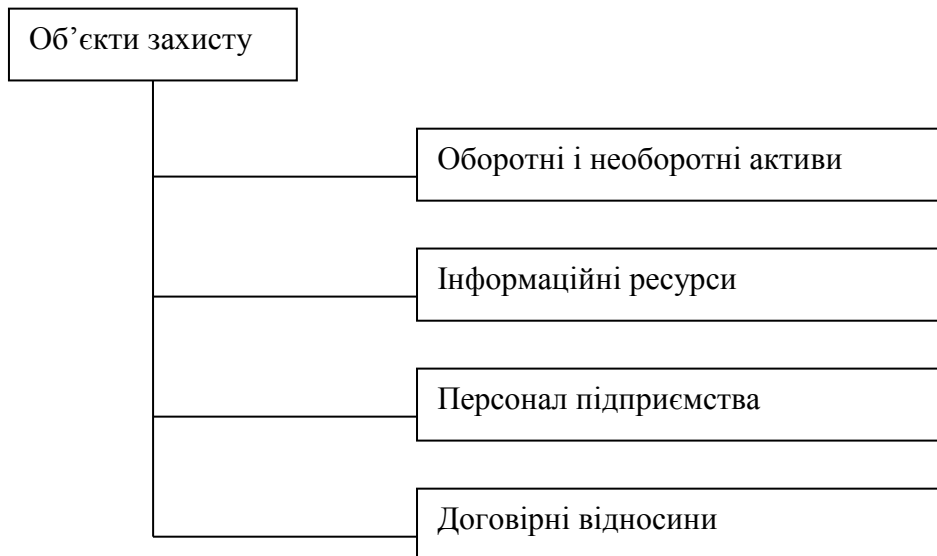 Об’єкти захисту
Оборотні і необоротні активи
Інформаційні ресурси
Персонал підприємства
Договірні відносини